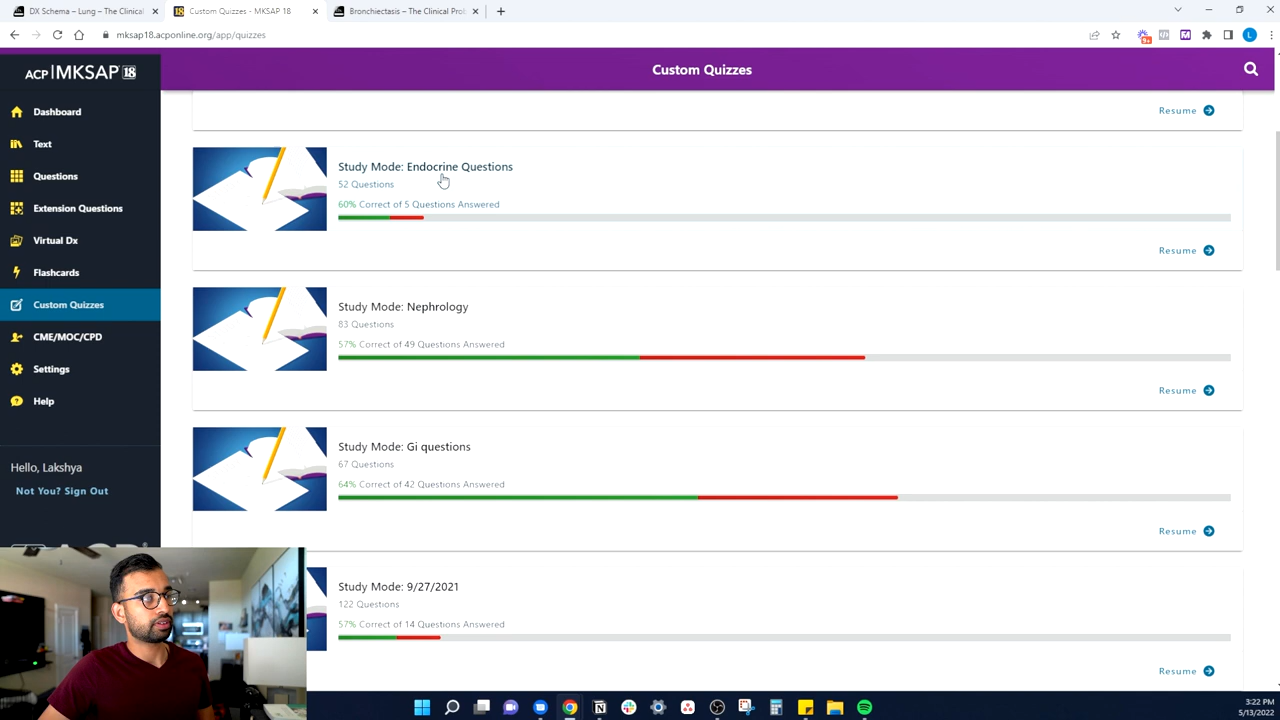 DX Schema – Lung – The Clinical
Custom Quizzes - MKSAP 18
Bronchiectasis – The Clinical Pro
mksap18.acponline.org/app/quizzes
9+
L
ACP MKSAP 18
Custom Quizzes
Dashboard
Text
Questions
Extension Questions
Virtual Dx
Flashcards
Custom Quizzes
CME/MOC/CPD
Settings
Help
Hello, Lakshya
Not You? Sign Out
Resume
Study Mode: Endocrine Questions
52 Questions
60% Correct of 5 Questions Answered
Resume
Study Mode: Nephrology
83 Questions
57% Correct of 49 Questions Answered
Resume
Study Mode: Gi questions
67 Questions
64% Correct of 42 Questions Answered
Resume
Study Mode: 9/27/2021
122 Questions
57% Correct of 14 Questions Answered
Resume
3:22 PM
5/13/2022